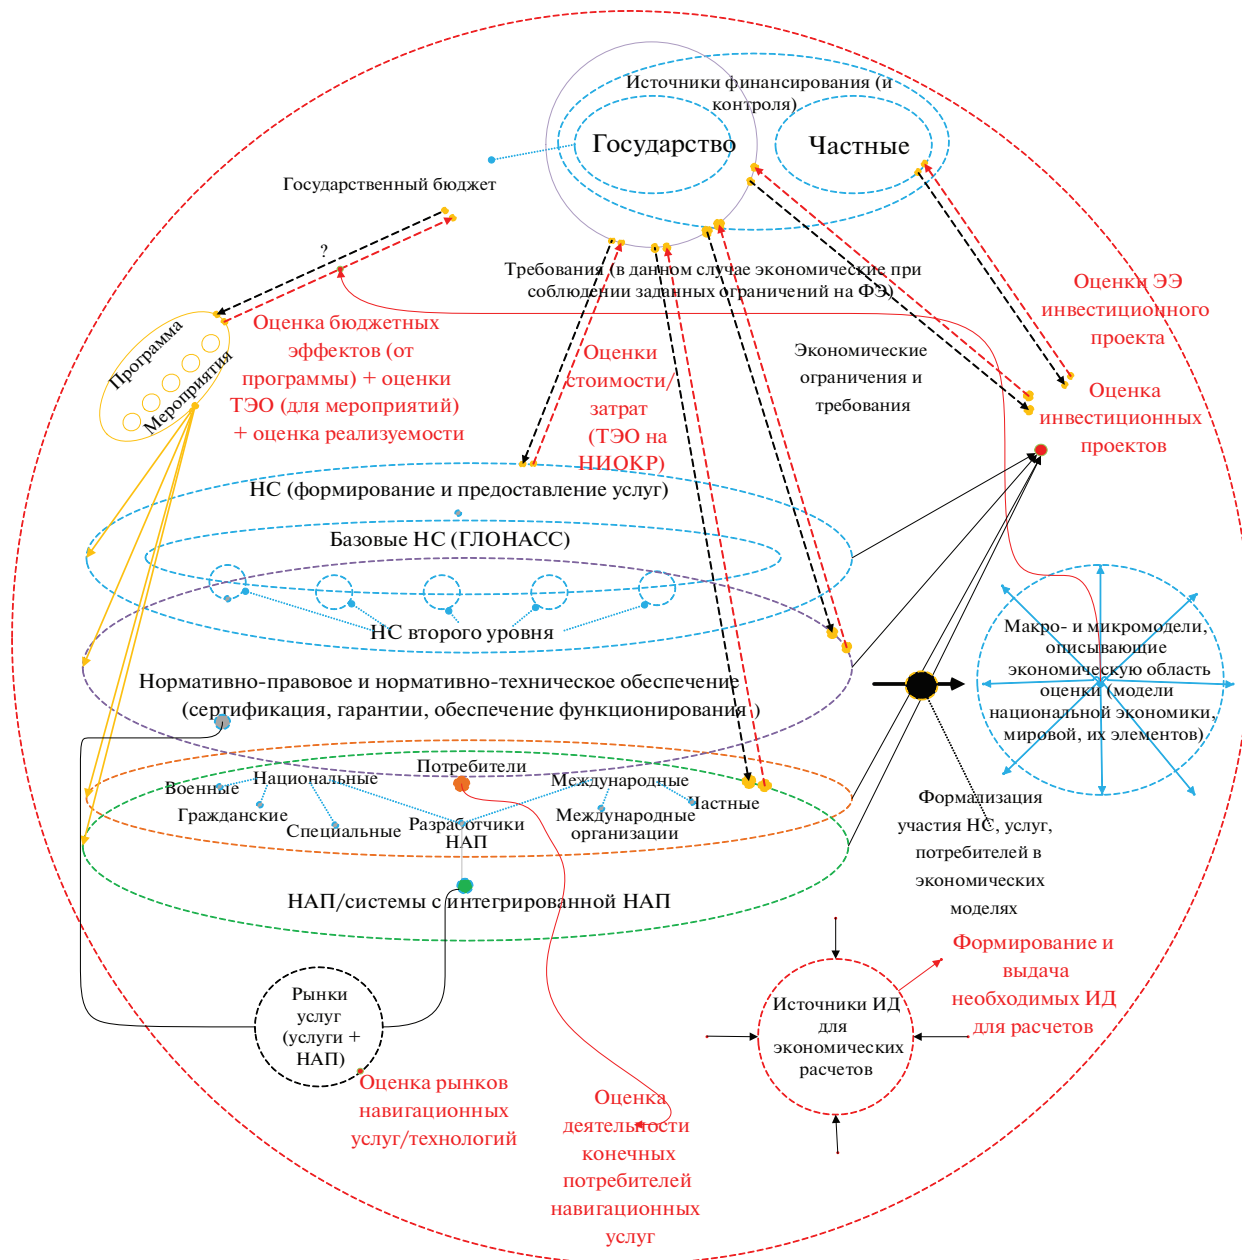 Источники финансирования (и
контроля)
Государство
Частные
Государственный бюджет
?
Требования (в данном случае экономические при
соблюдении заданных ограничений на ФЭ)
Оценки ЭЭ
инвестиционного
проекта
Программа
Мероприятия
Оценка бюджетных
эффектов (от
программы) + оценки
ТЭО (для мероприятий)
+ оценка реализуемости
Оценки
стоимости/
затрат
(ТЭО на
НИОКР)
Экономические
ограничения и
требования
Оценка
инвестиционных
проектов
НС (формирование и предоставление услуг)
Базовые НС (ГЛОНАСС)
НС второго уровня
Нормативно-правовое и нормативно-техническое обеспечение
(сертификация, гарантии, обеспечение функционирования )
Макро- и микромодели,
описывающие
экономическую область
оценки (модели
национальной экономики,
мировой, их элементов)
Потребители
Национальные
Международные
Военные
Гражданские
Специальные
Разработчики
НАП
Международные
организации
Частные
НАП/системы с интегрированной НАП
Формализация
участия НС, услуг,
потребителей в
экономических
моделях
Рынки
услуг
(услуги +
НАП)
Оценка рынков
навигационных
услуг/технологий
Оценка
деятельности
конечных
потребителей
навигационных
услуг
Источники ИД
для
экономических
расчетов
Формирование и
выдача
необходимых ИД
для расчетов